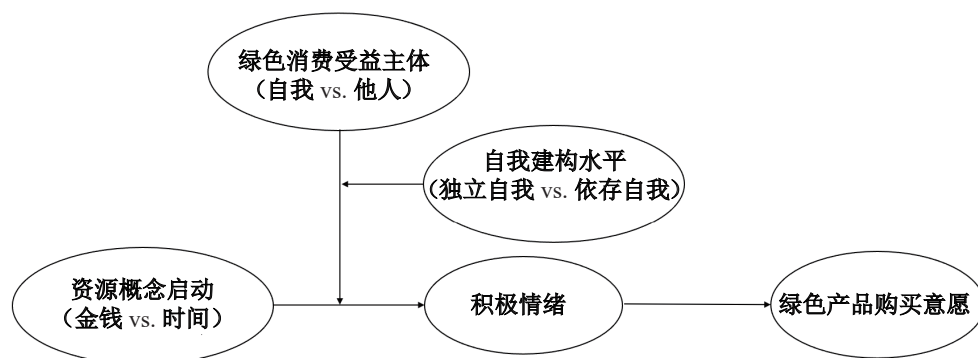 绿色消费受益主体
（自我 vs. 他人）
自我建构水平
（独立自我 vs. 依存自我）
资源概念启动
（金钱 vs. 时间）
积极情绪
绿色产品购买意愿